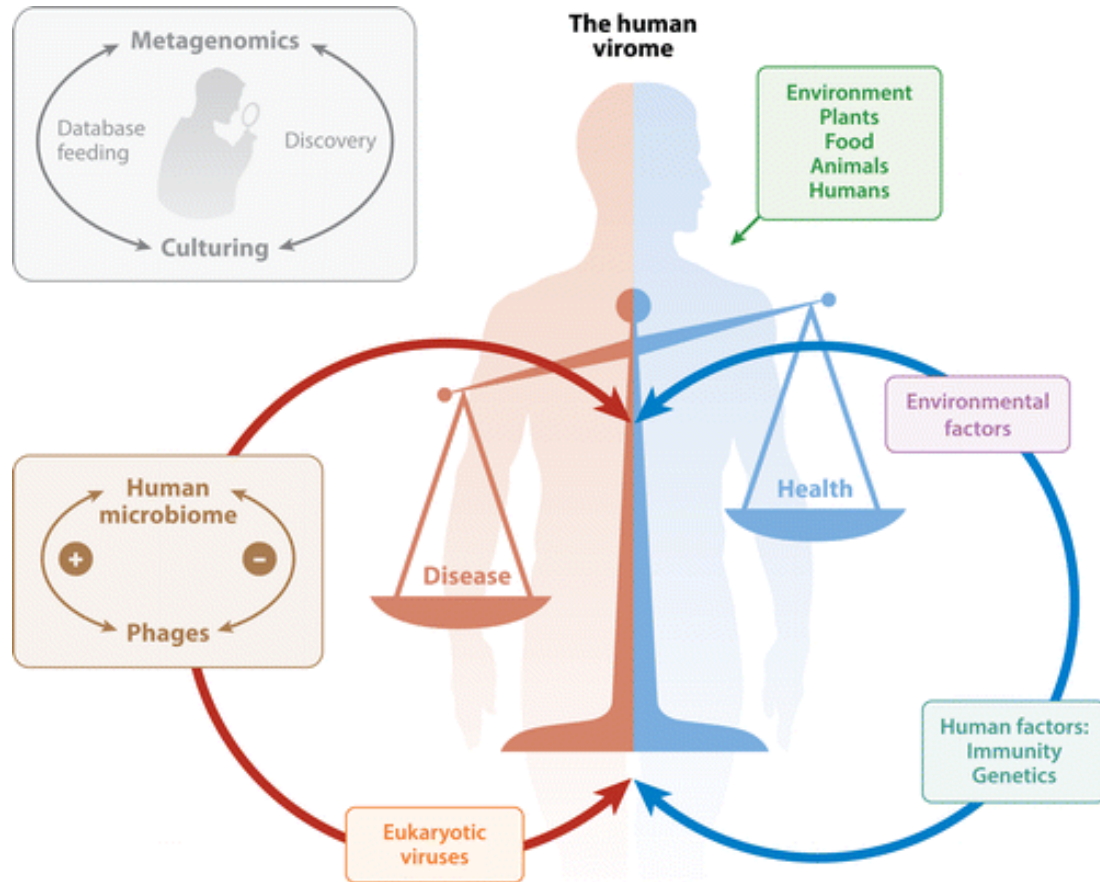 The human
virome
Metagenomics
Database
feeding
Discovery
Culturing
Environment
Plants
Food
Animals
Humans
Environmental
factors
Health
Disease
Human
microbiome
+
−
Phages
Human factors:
Immunity
Genetics
Eukaryotic
viruses